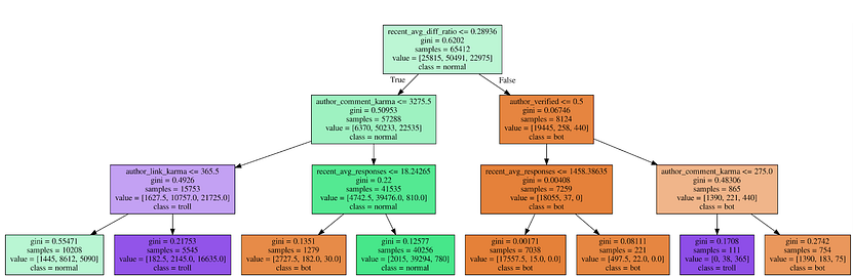 recent_avg_diff_ratio <= 0.28936
gini = 0.6202
samples = 65412
value = [25815, 50491, 22975]
class = normal
True
False
author_comment_karma <= 3275.5
gini = 0.50953
samples = 57288
value = [6370, 50233, 22535]
class = normal
author_verified <= 0.5
gini = 0.06746
samples = 8124
value = [19445, 258, 440]
class = bot
author_link_karma <= 365.5
gini = 0.4926
samples = 15753
value = [1627.5, 10757.0, 21725.0]
class = troll
recent_avg_responses <= 18.24265
gini = 0.22
samples = 41535
value = [4742.5, 39476.0, 810.0]
class = normal
recent_avg_responses <= 1458.38635
gini = 0.00408
samples = 7259
value = [18055, 37, 0]
class = bot
author_comment_karma <= 275.0
gini = 0.48306
samples = 865
value = [1390, 221, 440]
class = bot
gini = 0.55471
samples = 10208
value = [1445, 8612, 5090]
class = normal
gini = 0.21753
samples = 5545
value = [182.5, 2145.0, 16635.0]
class = troll
gini = 0.1351
samples = 1279
value = [2727.5, 182.0, 30.0]
class = bot
gini = 0.12577
samples = 40256
value = [2015, 39294, 780]
class = normal
gini = 0.00171
samples = 7038
value = [17557.5, 15.0, 0.0]
class = bot
gini = 0.08111
samples = 221
value = [497.5, 22.0, 0.0]
class = bot
gini = 0.1708
samples = 111
value = [0, 38, 365]
class = troll
gini = 0.2742
samples = 754
value = [1390, 183, 75]
class = bot